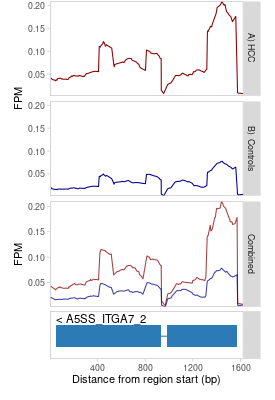 0.20
0.15
0.10
0.05
A) HCC
FPM
0.20
0.15
0.10
0.05
B) Controls
0.20
0.15
0.10
0.05
Combined
FPM
< A5SS_ITGA7_2
400 800 1200 1600
Distance from region start (bp)